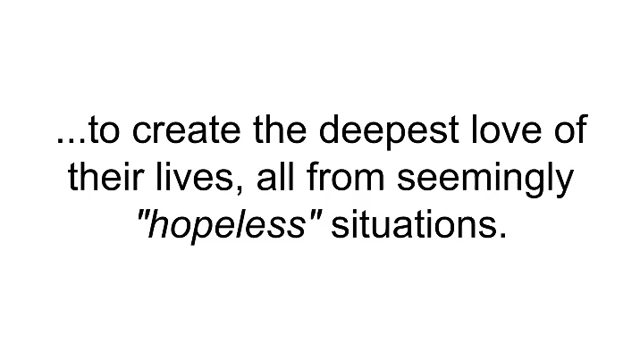 ...to create the deepest love of
their lives, all from seemingly
"hopeless" situations.